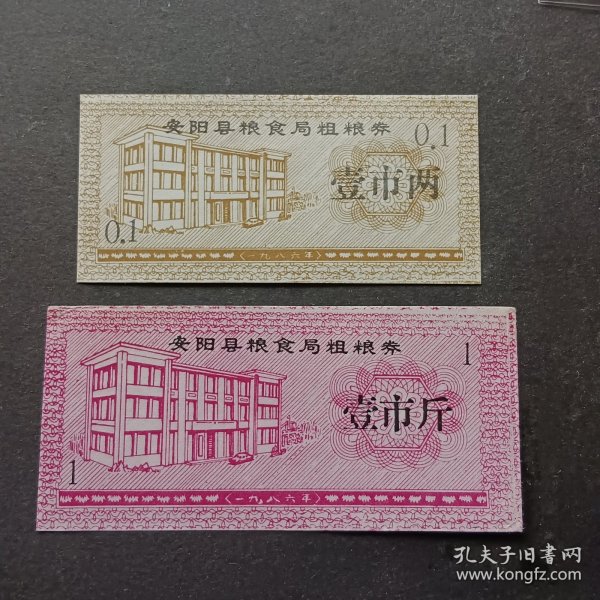 安阳县粮食局粗粮券
0.1
壹市两
0.1
《一九八六年》
安阳县粮食局粗粮券
1
壹市斤
1
《一九八六年》
孔夫子旧書网
www.kongfz.com